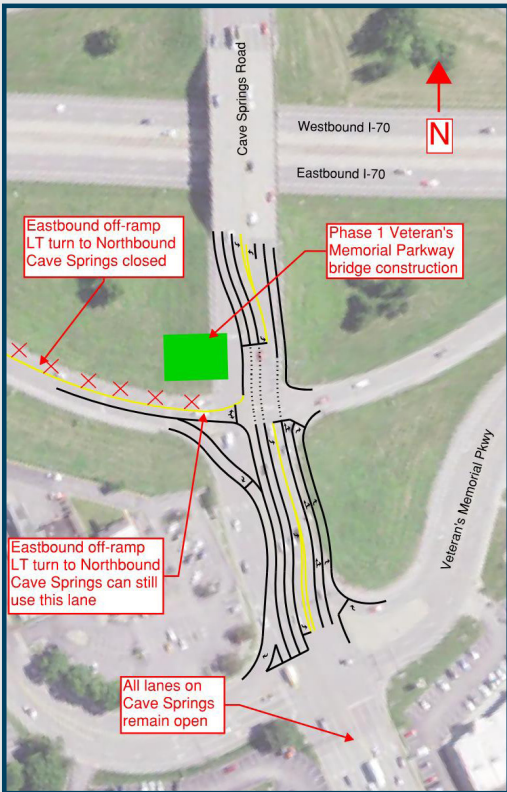 Cave Springs Road
Westbound I-70
N
Eastbound I-70
Eastbound off-ramp
LT turn to Northbound
Cave Springs closed
Phase 1 Veteran's
Memorial Parkway
bridge construction
Veteran's Memorial Pkwy
Eastbound off-ramp
LT turn to Northbound
Cave Springs can still
use this lane
All lanes on
Cave Springs
remain open